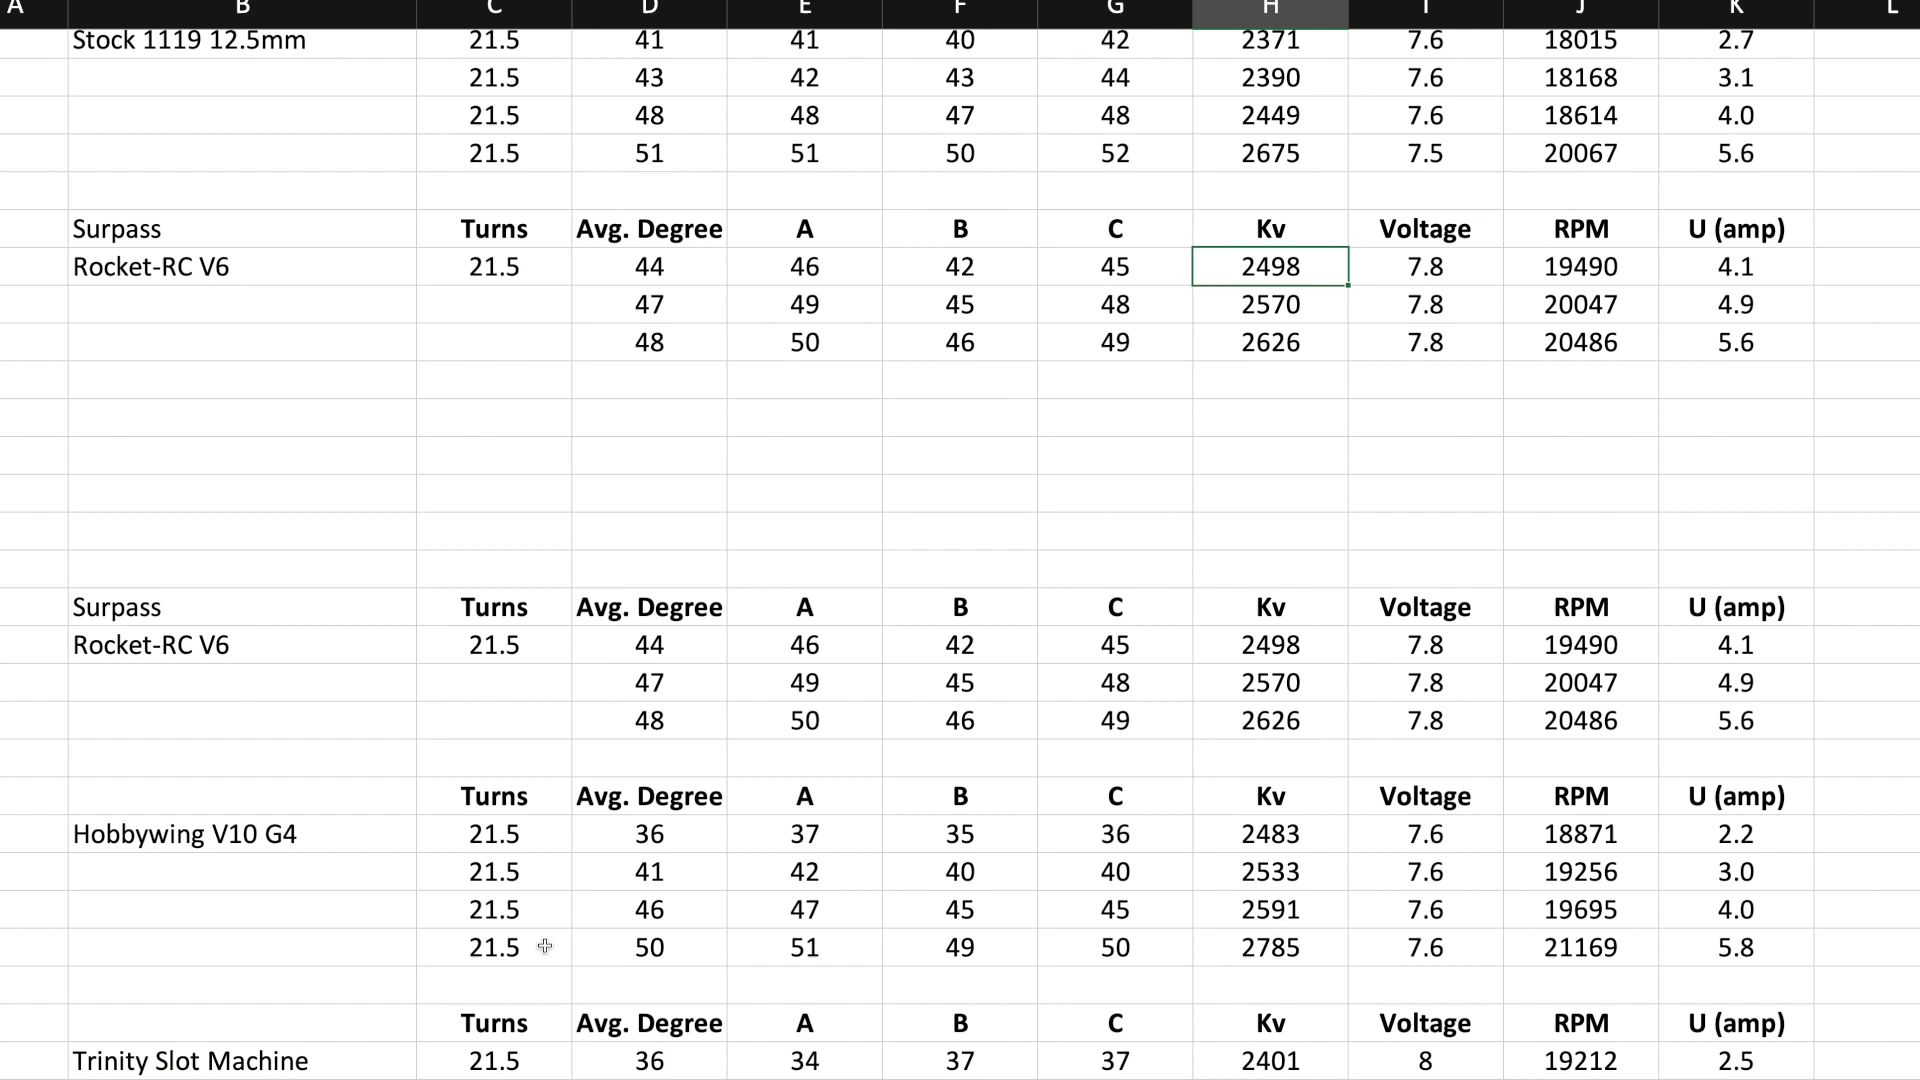 A B C D E F G H I J K L
Stock 1119 12.5mm 21.5 41 41 40 42 2371 7.6 18015 2.7
21.5 43 42 43 44 2390 7.6 18168 3.1
21.5 48 48 47 48 2449 7.6 18614 4.0
21.5 51 51 50 52 2675 7.5 20067 5.6
Surpass Turns Avg. Degree A B C Kv Voltage RPM U (amp)
Rocket-RC V6 21.5 44 46 42 45 2498 7.8 19490 4.1
47 49 45 48 2570 7.8 20047 4.9
48 50 46 49 2626 7.8 20486 5.6
Surpass Turns Avg. Degree A B C Kv Voltage RPM U (amp)
Rocket-RC V6 21.5 44 46 42 45 2498 7.8 19490 4.1
47 49 45 48 2570 7.8 20047 4.9
48 50 46 49 2626 7.8 20486 5.6
Turns Avg. Degree A B C Kv Voltage RPM U (amp)
Hobbywing V10 G4 21.5 36 37 35 36 2483 7.6 18871 2.2
21.5 41 42 40 40 2533 7.6 19256 3.0
21.5 46 47 45 45 2591 7.6 19695 4.0
21.5 50 51 49 50 2785 7.6 21169 5.8
Turns Avg. Degree A B C Kv Voltage RPM U (amp)
Trinity Slot Machine 21.5 36 34 37 37 2401 8 19212 2.5